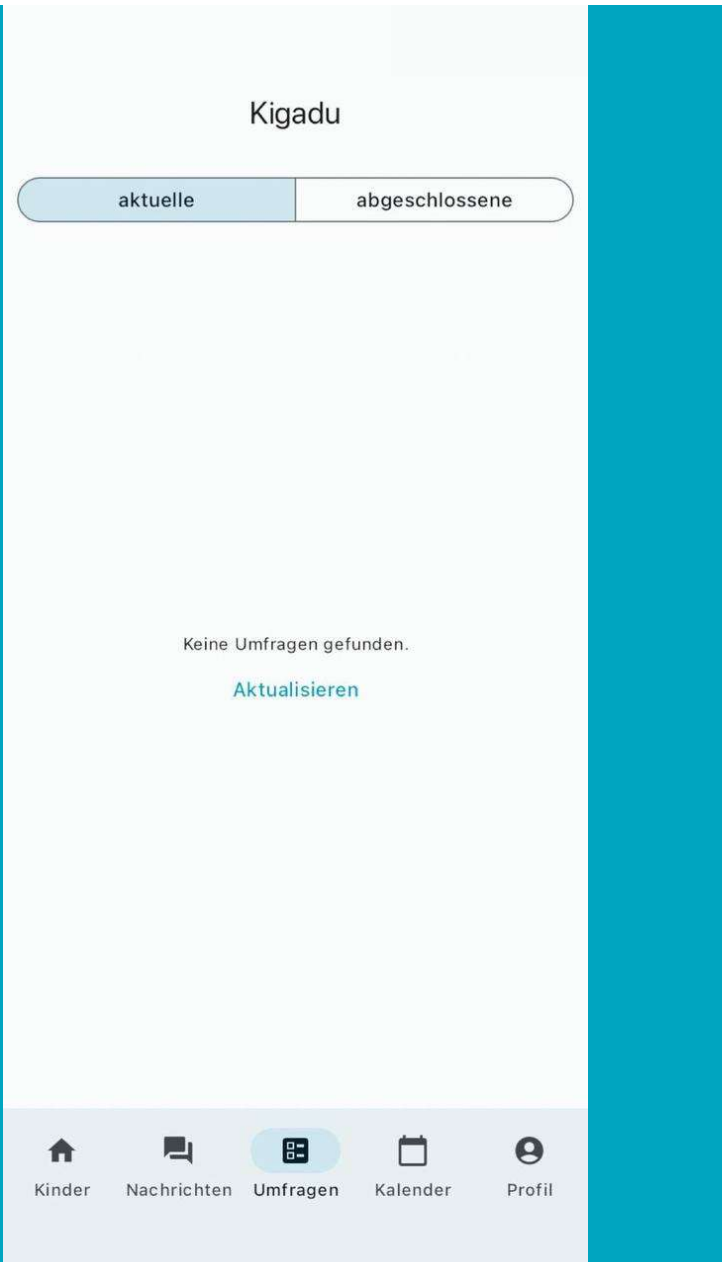 Kigadu
aktuelle
abgeschlossene
Keine Umfragen gefunden.
Aktualisieren
Kinder
Nachrichten
Umfragen
Kalender
Profil